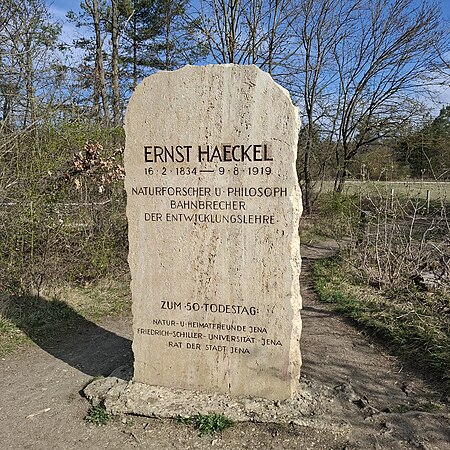 ERNST HAECKEL
16·2·1834 — 9·8·1919
NATURFORSCHER U·PHILOSOPH
BAHNBRECHER
DER ENTWICKLUNGSLEHRE
ZUM·50·TODESTAG:
NATUR-U·HEIMATFREUNDE JENA
FRIEDRICH-SCHILLER-UNIVERSITÄT JENA
RAT DER STADT JENA